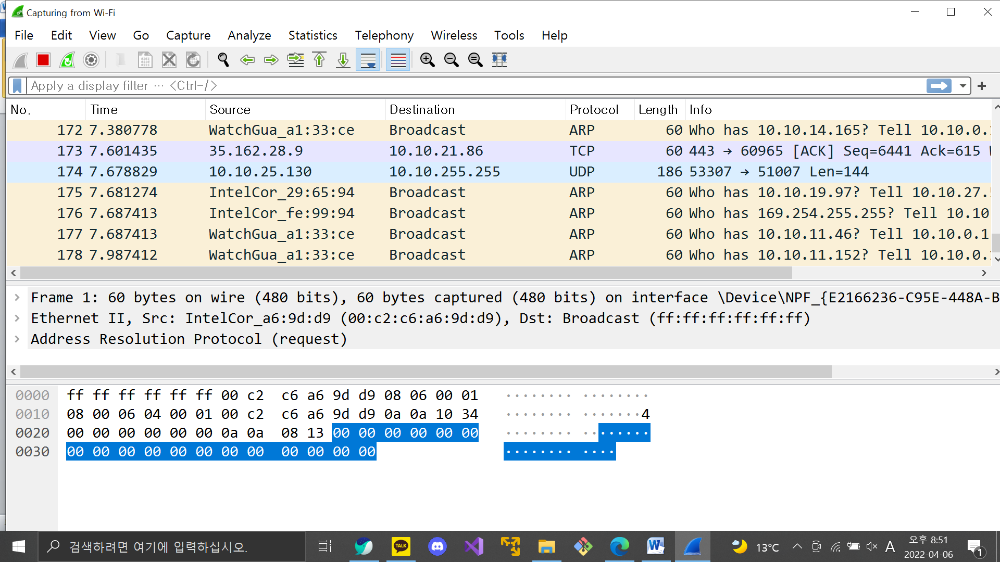 Capturing from Wi-Fi
File Edit View Go Capture Analyze Statistics Telephony Wireless Tools Help
Apply a display filter ··· <Ctrl-/>
No. Time Source Destination Protocol Length Info
172 7.380778 WatchGua_a1:33:ce Broadcast ARP 60 Who has 10.10.14.165? Tell 10.10.0.
173 7.601435 35.162.28.9 10.10.21.86 TCP 60 443 → 60965 [ACK] Seq=6441 Ack=615
174 7.678829 10.10.25.130 10.10.255.255 UDP 186 53307 → 51007 Len=144
175 7.681274 IntelCor_29:65:94 Broadcast ARP 60 Who has 10.10.19.97? Tell 10.10.27.
176 7.687413 IntelCor_fe:99:94 Broadcast ARP 60 Who has 169.254.255.255? Tell 10.10
177 7.687413 WatchGua_a1:33:ce Broadcast ARP 60 Who has 10.10.11.46? Tell 10.10.0.1
178 7.987412 WatchGua_a1:33:ce Broadcast ARP 60 Who has 10.10.11.152? Tell 10.10.0.
Frame 1: 60 bytes on wire (480 bits), 60 bytes captured (480 bits) on interface \Device\NPF_{E2166236-C95E-448A-B
Ethernet II, Src: IntelCor_a6:9d:d9 (00:c2:c6:a6:9d:d9), Dst: Broadcast (ff:ff:ff:ff:ff:ff)
Address Resolution Protocol (request)
0000 ff ff ff ff ff ff 00 c2 c6 a6 9d d9 08 06 00 01 ········ ········
0010 08 00 06 04 00 01 00 c2 c6 a6 9d d9 0a 0a 10 34 ········ ·······4
0020 00 00 00 00 00 00 0a 0a 08 13 00 00 00 00 00 00 ········ ········
0030 00 00 00 00 00 00 00 00 00 00 00 00 ········ ····
검색하려면 여기에 입력하십시오.
TALK
13°C
A
오후 8:51
2022-04-06
1